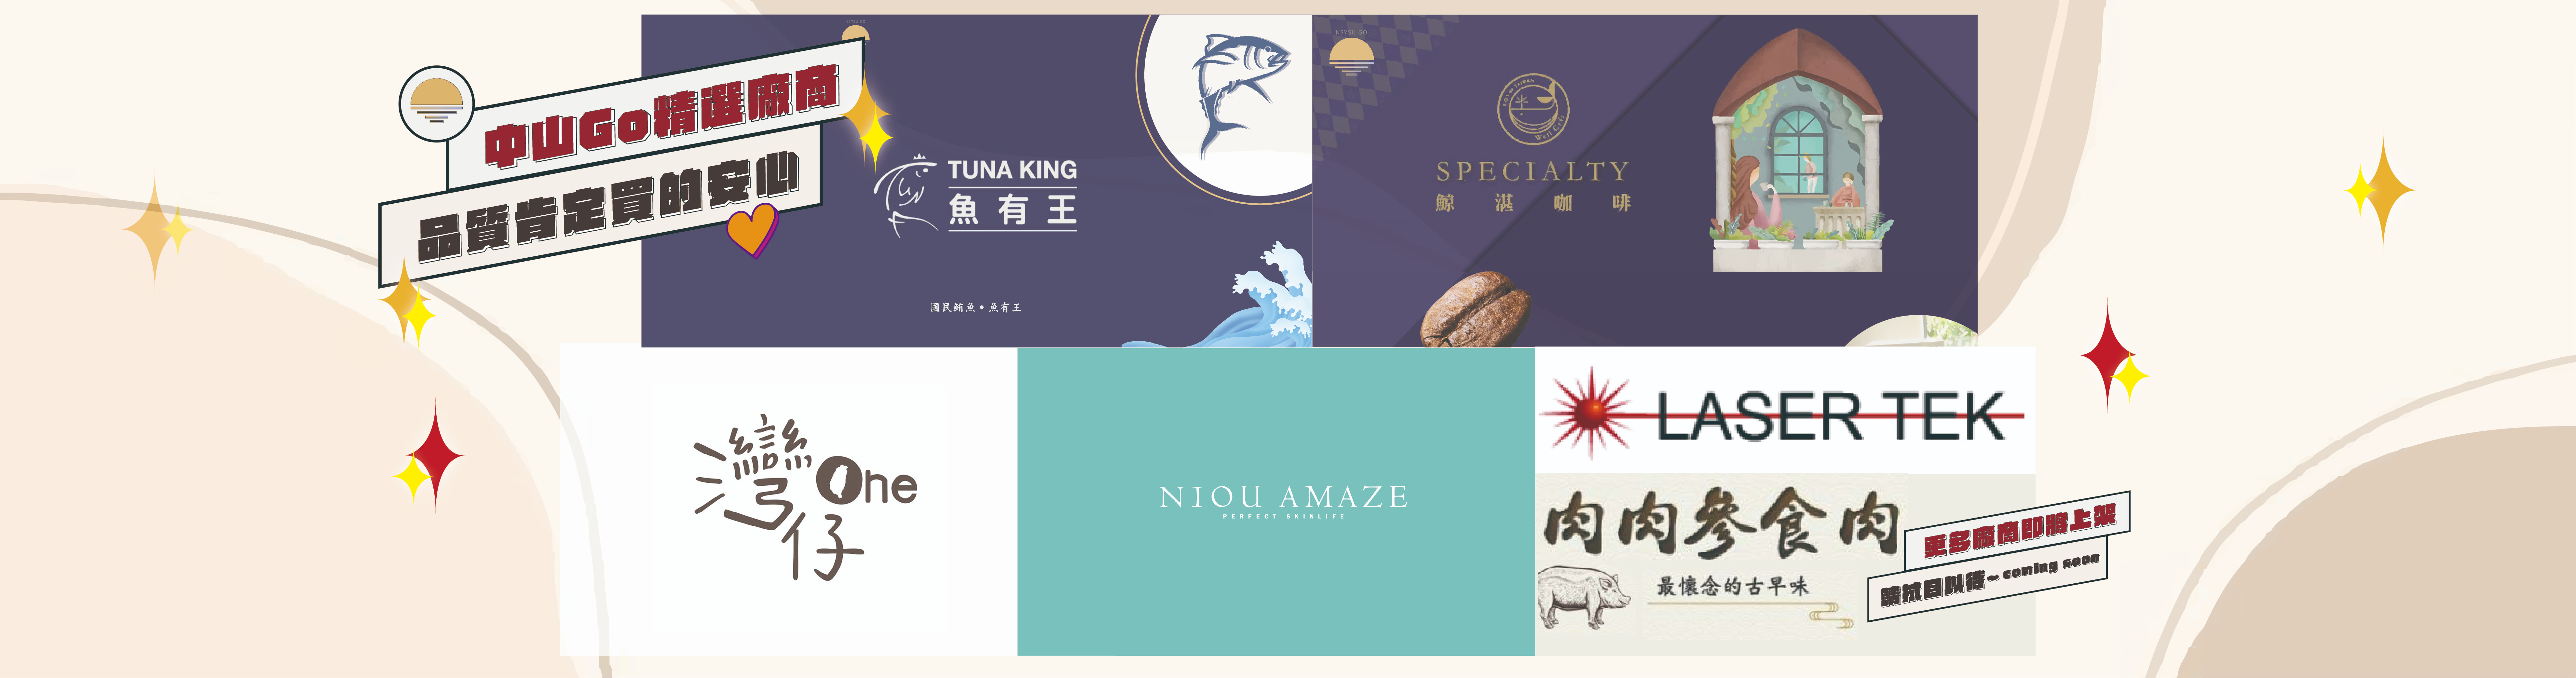 中山Go精選廠商
品質肯定買的安心
TUNA KING
魚有王
國民鮪魚•魚有王
NSYSU GO
SPECIALTY
鯨湛咖啡
灣仔One
NIOU AMAZE
PERFECT SKINLIFE
LASER TEK
肉肉參食肉
最懷念的古早味
更多廠商即將上架
請拭目以待~coming soon